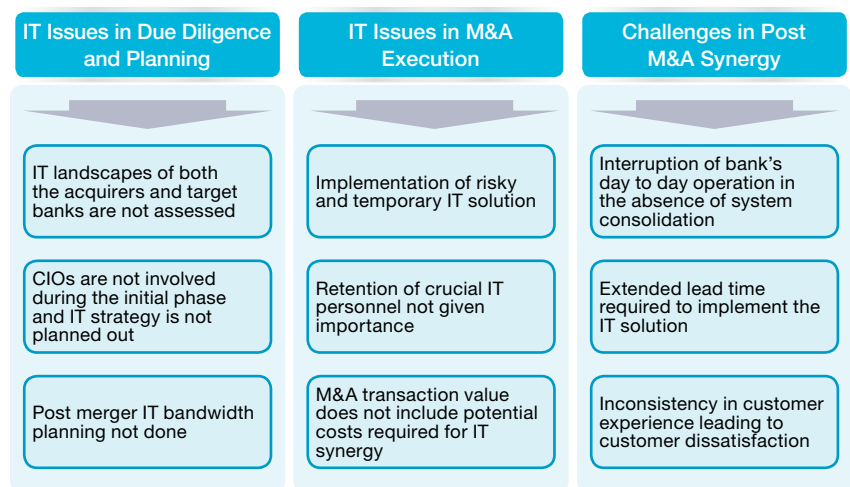 IT Issues in Due Diligence
and Planning
IT landscapes of both
the acquirers and target
banks are not assessed
CIOs are not involved
during the initial phase
and IT strategy is not
planned out
Post merger IT bandwidth
planning not done
IT Issues in M&A
Execution
Implementation of risky
and temporary IT solution
Retention of crucial IT
personnel not given
importance
M&A transaction value
does not include potential
costs required for IT
synergy
Challenges in Post
M&A Synergy
Interruption of bank’s
day to day operation in
the absence of system
consolidation
Extended lead time
required to implement the
IT solution
Inconsistency in customer
experience leading to
customer dissatisfaction